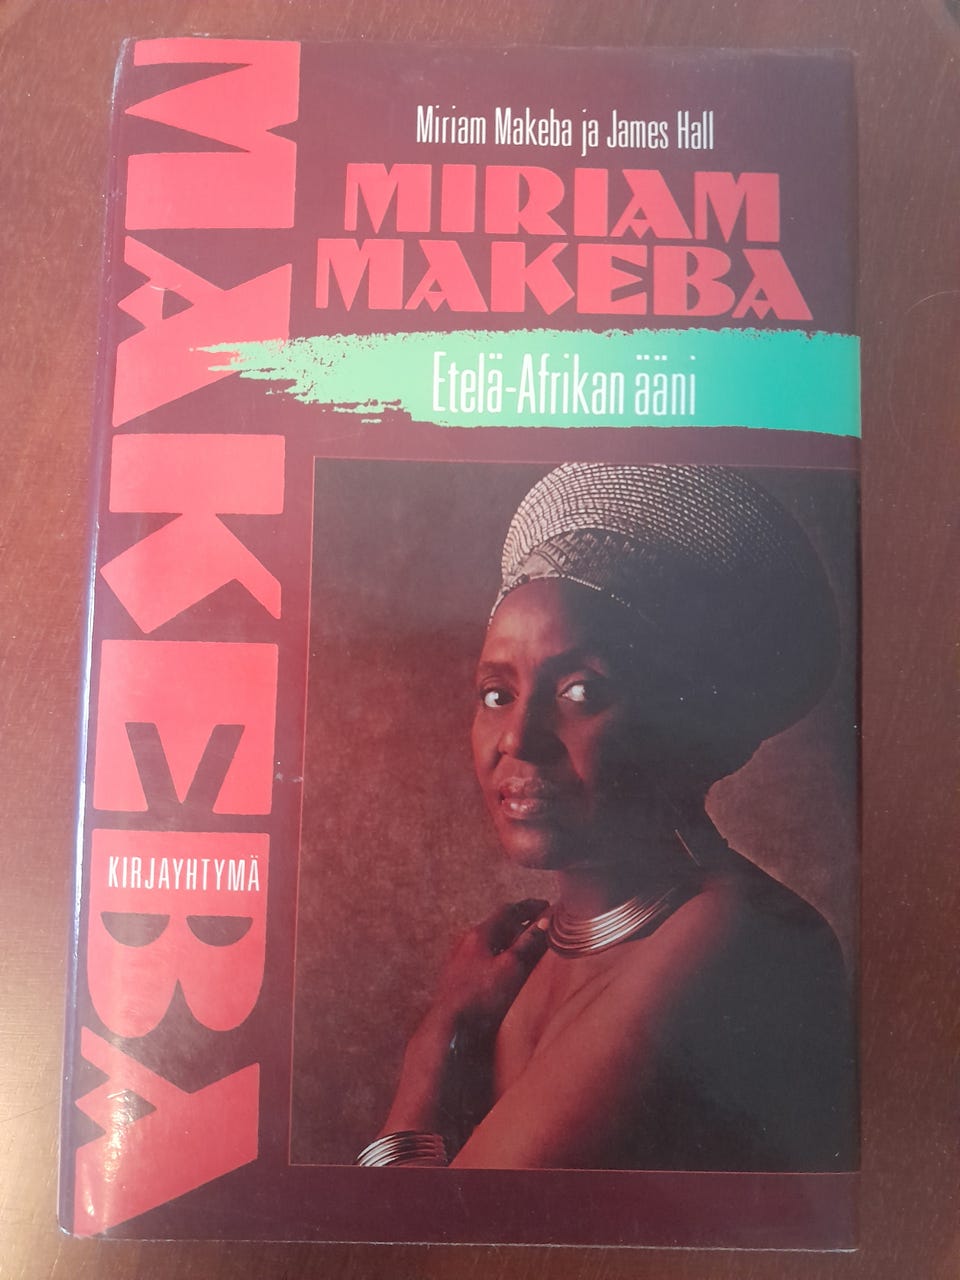 MAKEBA
Miriam Makeba ja James Hall
MIRIAM
MAKEBA
Etelä-Afrikan ääni
KIRJAYHTYMÄ